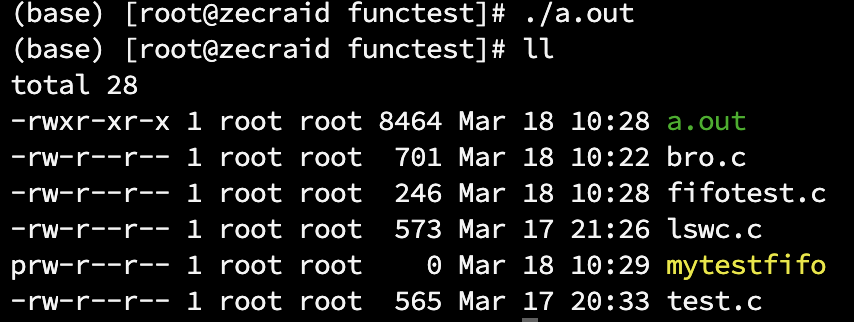 (base) [root@zecraid functest]# ./a.out
(base) [root@zecraid functest]# ll
total 28
-rwxr-xr-x 1 root root 8464 Mar 18 10:28 a.out
-rw-r--r-- 1 root root  701 Mar 18 10:22 bro.c
-rw-r--r-- 1 root root  246 Mar 18 10:28 fifotest.c
-rw-r--r-- 1 root root  573 Mar 17 21:26 lswc.c
prw-r--r-- 1 root root    0 Mar 18 10:29 mytestfifo
-rw-r--r-- 1 root root  565 Mar 17 20:33 test.c